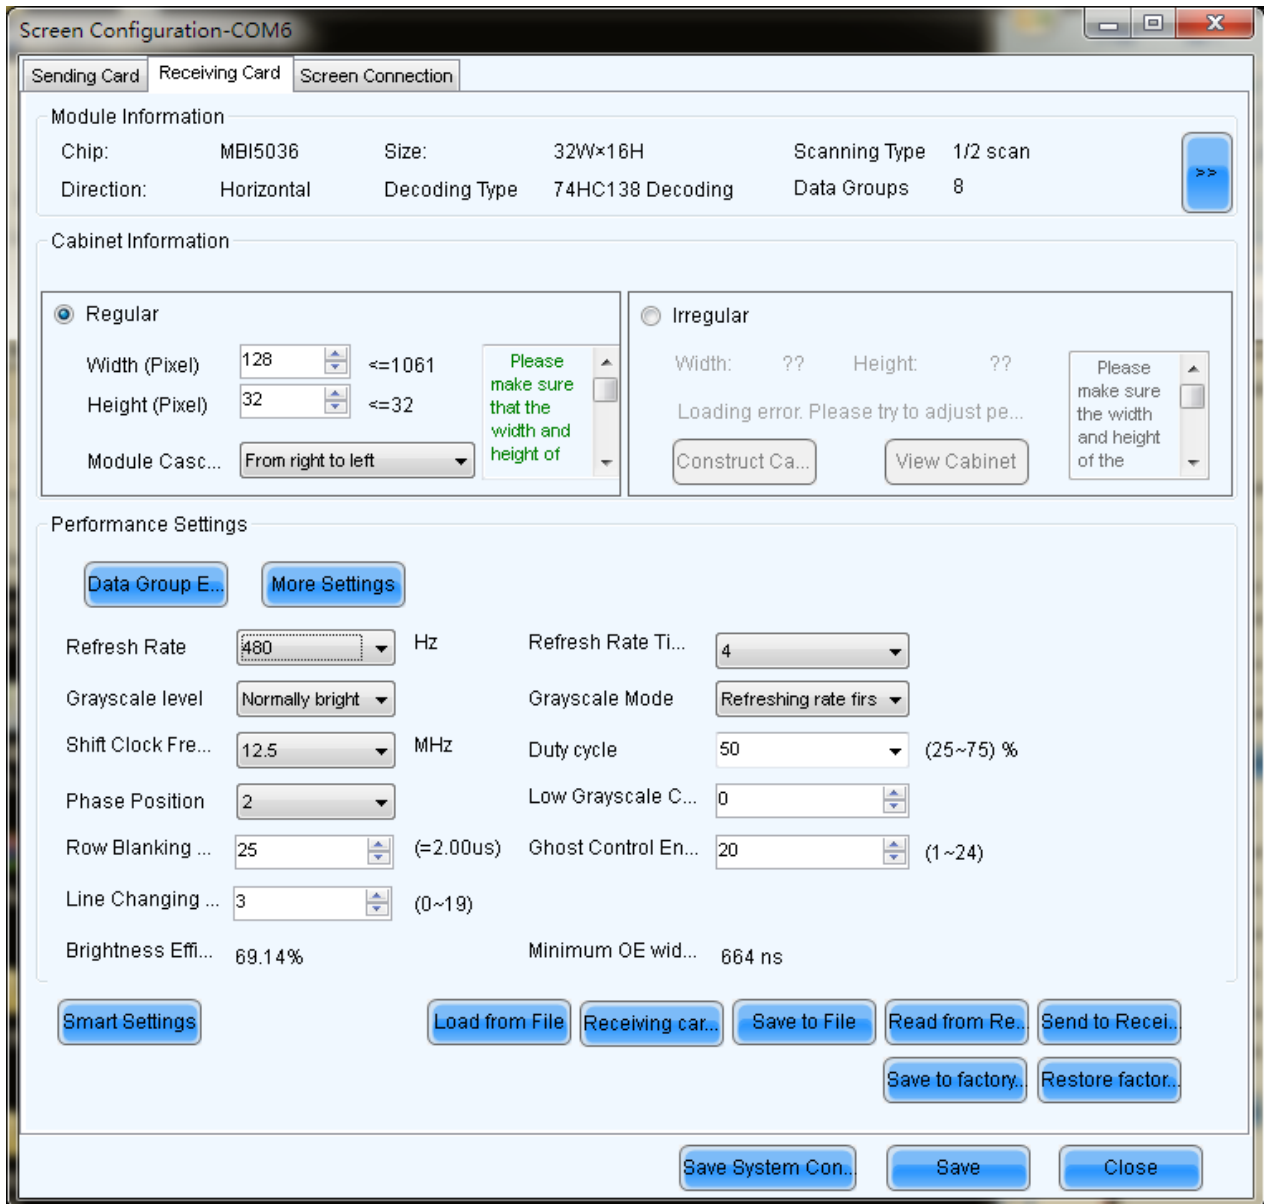 Screen Configuration-COM6
Sending Card Receiving Card Screen Connection
Module Information
Chip: MBI5036 Size: 32W×16H Scanning Type 1/2 scan
Direction: Horizontal Decoding Type 74HC138 Decoding Data Groups 8
>>
Cabinet Information
Regular
Width (Pixel) 128 <=1061
Height (Pixel) 32 <=32
Module Casc... From right to left
Please
make sure
that the
width and
height of
Irregular
Width: ?? Height: ??
Loading error. Please try to adjust pe...
Construct Ca... View Cabinet
Please
make sure
the width
and height
of the
Performance Settings
Data Group E... More Settings
Refresh Rate 480 Hz Refresh Rate Ti... 4
Grayscale level Normally bright Grayscale Mode Refreshing rate firs
Shift Clock Fre... 12.5 MHz Duty cycle 50 (25~75) %
Phase Position 2 Low Grayscale C... 0
Row Blanking ... 25 (=2.00us) Ghost Control En... 20 (1~24)
Line Changing ... 3 (0~19)
Brightness Effi... 69.14% Minimum OE wid... 664 ns
Smart Settings Load from File Receiving car... Save to File Read from Re... Send to Recei...
Save to factory... Restore factor...
Save System Con... Save Close